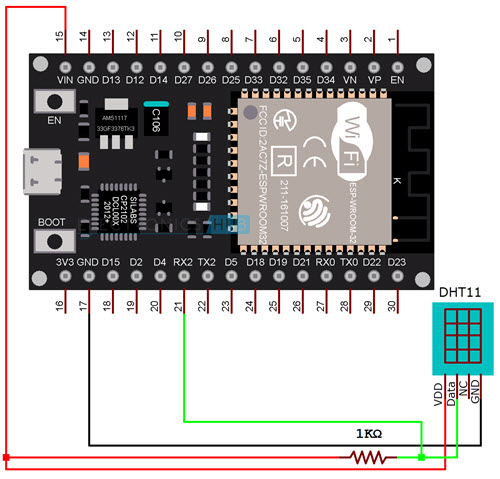 15 14 13 12 11 10 9 8 7 6 5 4 3 2 1
VIN GND D13 D12 D14 D27 D26 D25 D33 D32 D35 D34 VN VP EN
EN
AMS1117
33GF3376TK3
C106
SILABS
CP2102
DCL00X
2012+
BOOT
HUB
FCC ID:2AC7Z-ESPWROOM32
CE
R
211-161007
WiFi
ESP-WROOM-32
K
3V3 GND D15 D2 D4 RX2 TX2 D5 D18 D19 D21 RX0 TX0 D22 D23
16 17 18 19 20 21 22 23 24 25 26 27 28 29 30
DHT11
VDD
Data
NC
GND
1KΩ